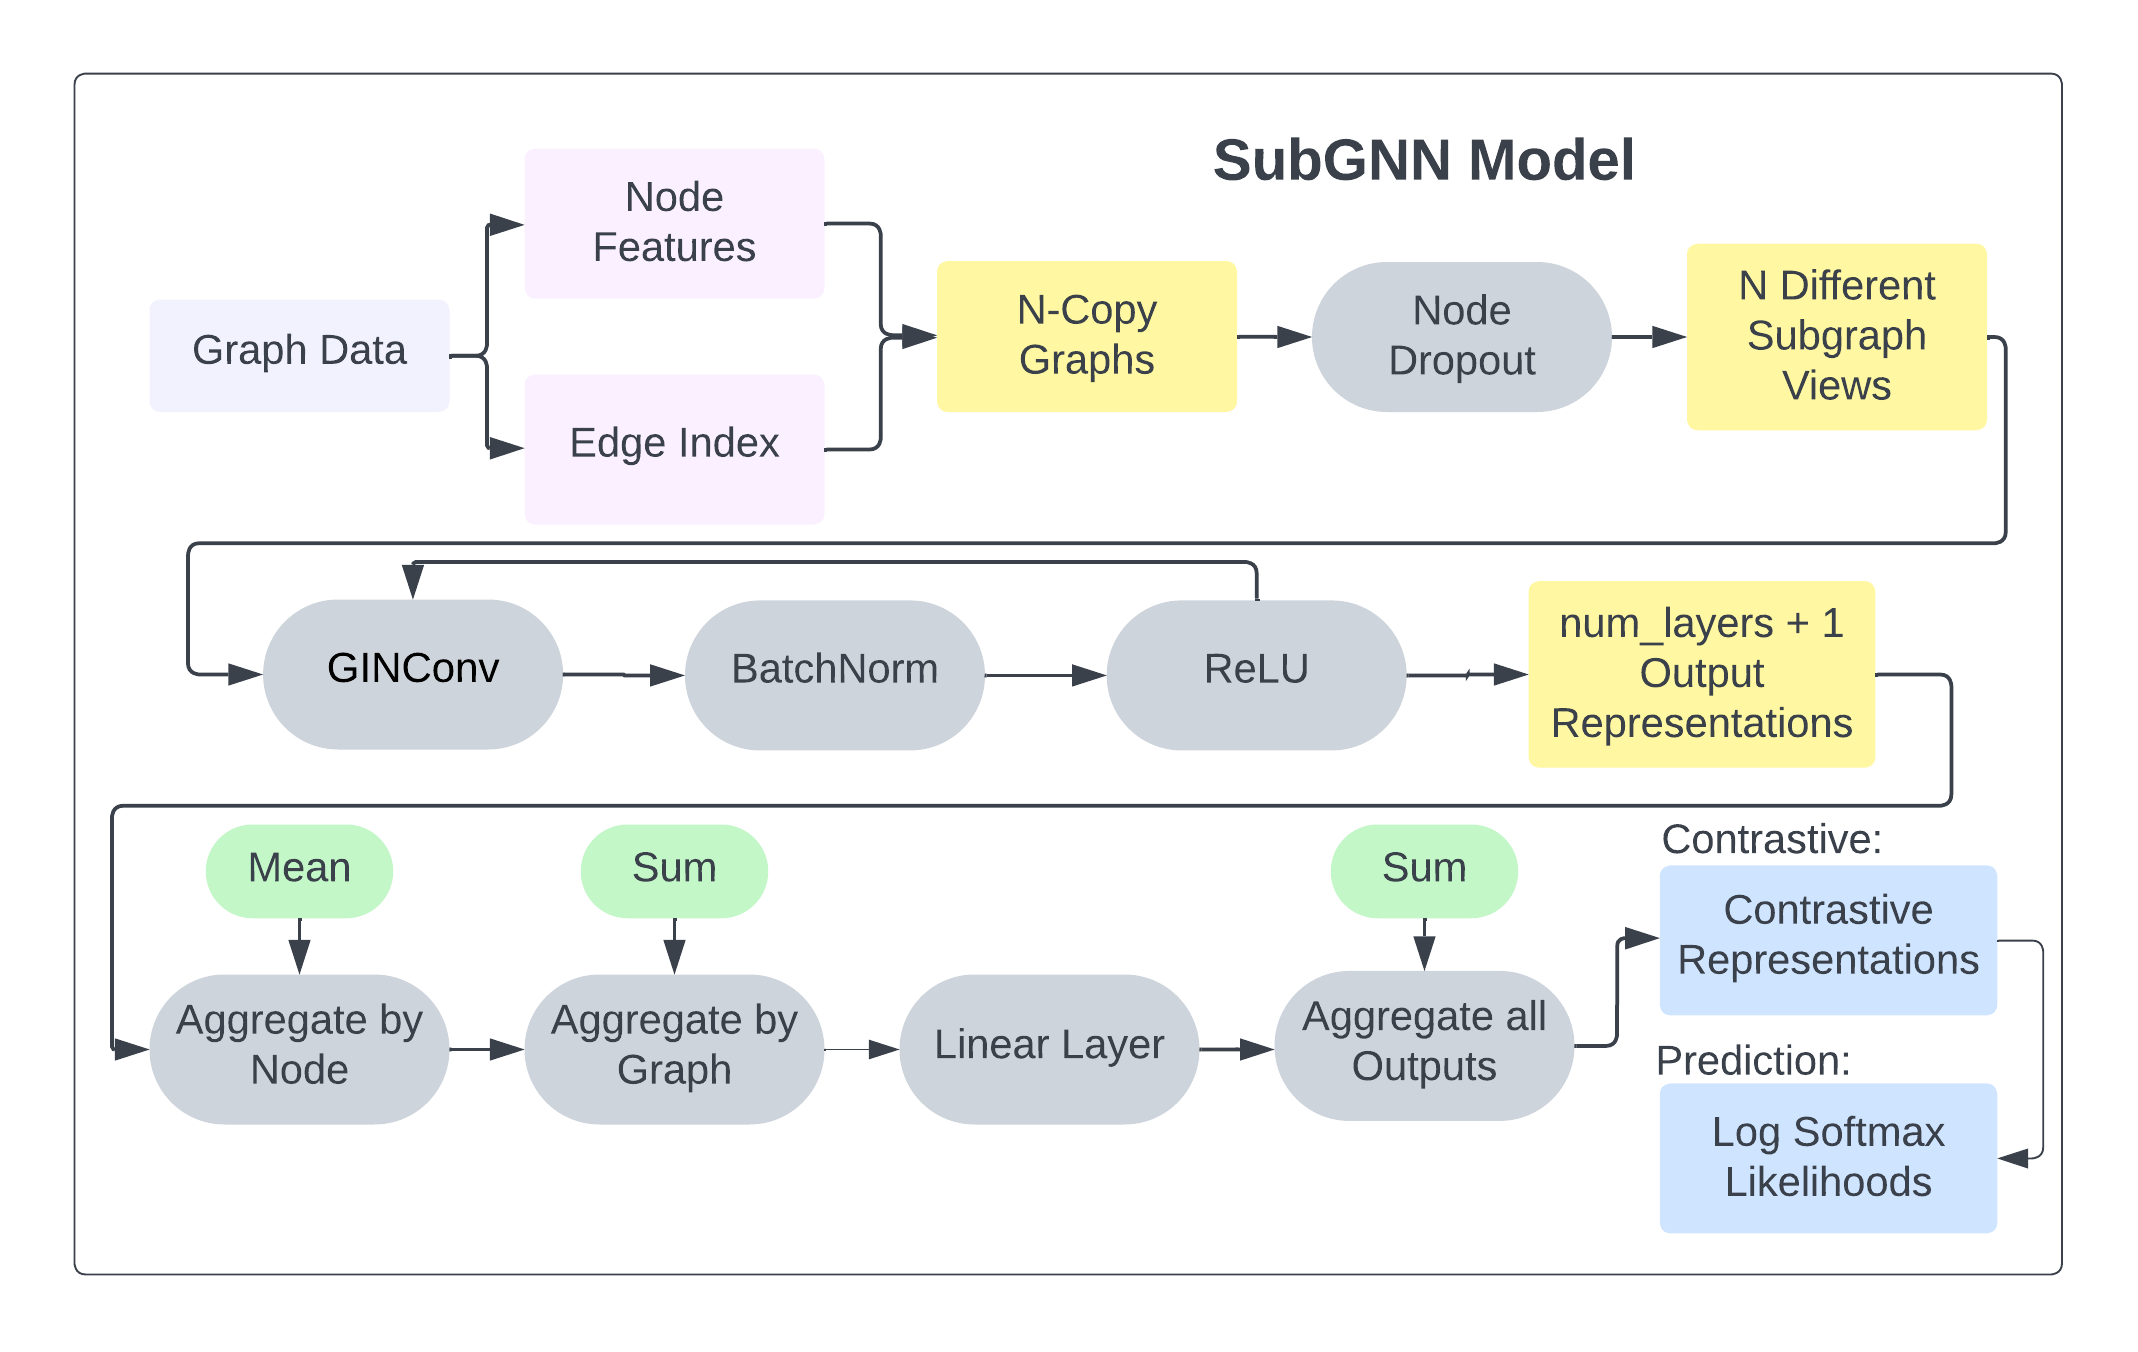 SubGNN Model
Node
Features
Graph Data
Edge Index
N-Copy
Graphs
Node
Dropout
N Different
Subgraph
Views
GINConv
BatchNorm
ReLU
num_layers + 1
Output
Representations
Mean
Sum
Sum
Aggregate by
Node
Aggregate by
Graph
Linear Layer
Aggregate all
Outputs
Contrastive:
Contrastive
Representations
Prediction:
Log Softmax
Likelihoods